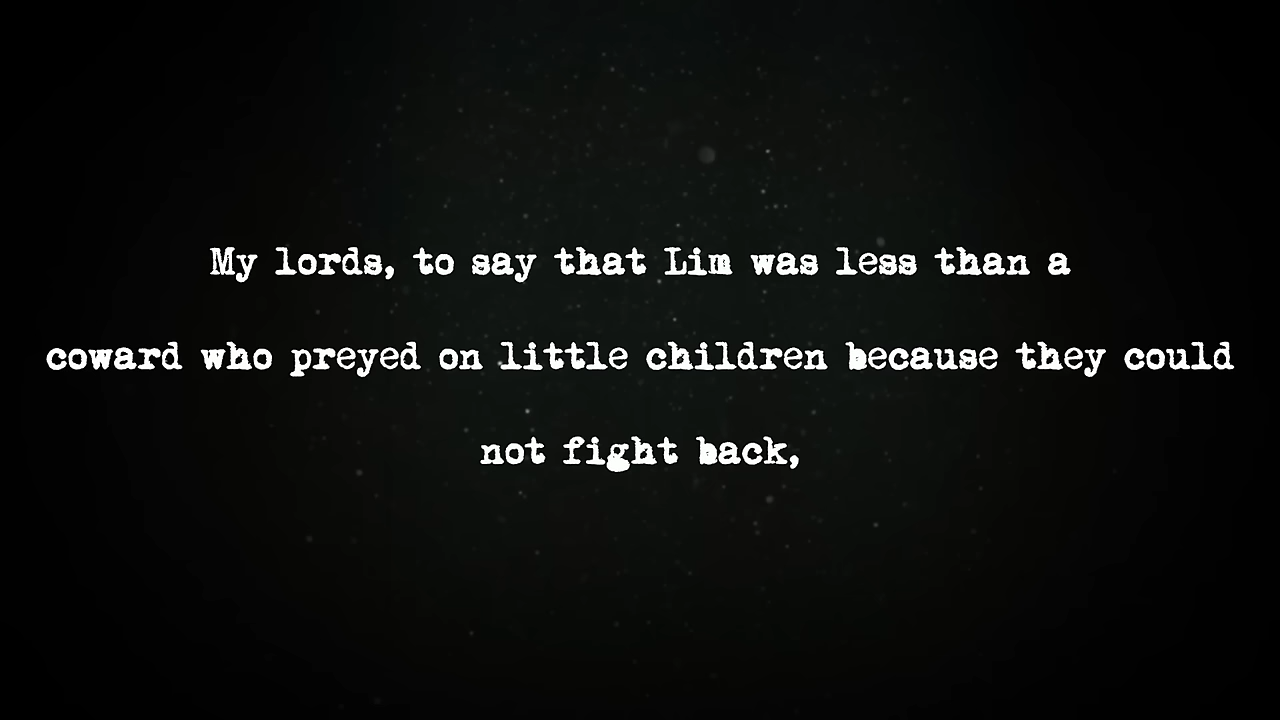 My lords, to say that Lim was less than a
coward who preyed on little children because they could
not fight back,